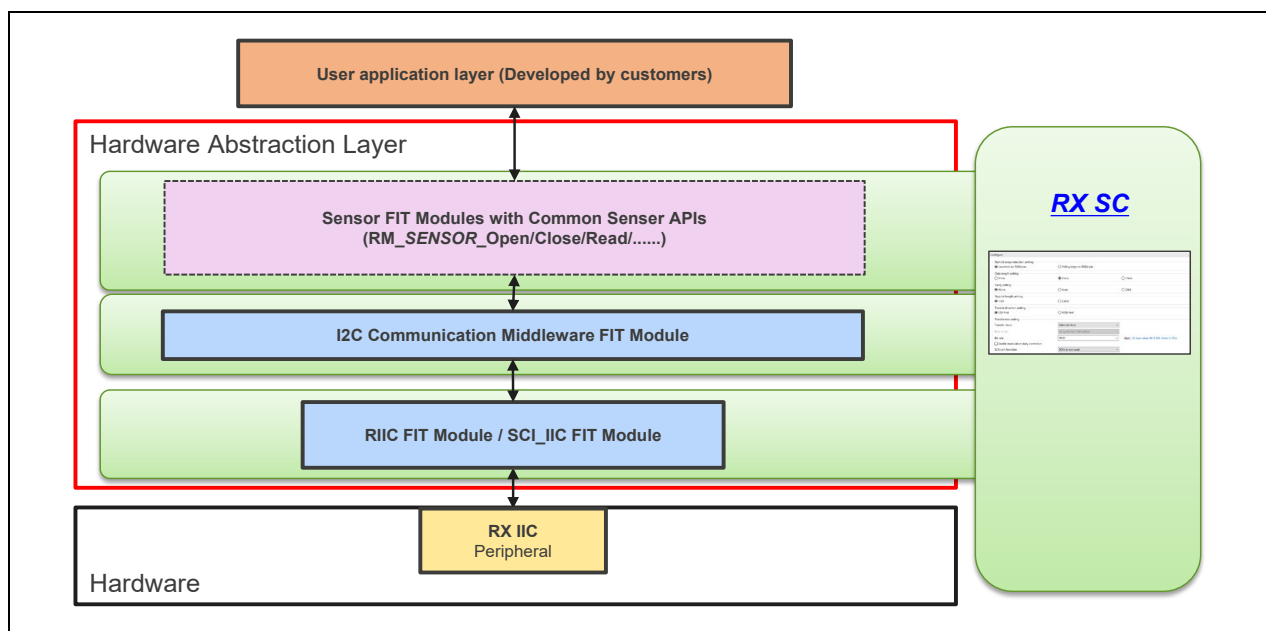 User application layer (Developed by customers)
Hardware Abstraction Layer
Sensor FIT Modules with Common Senser APIs
(RM_SENSOR_Open/Close/Read/......)
I2C Communication Middleware FIT Module
RIIC FIT Module / SCI_IIC FIT Module
RX IIC
Peripheral
Hardware
RX SC